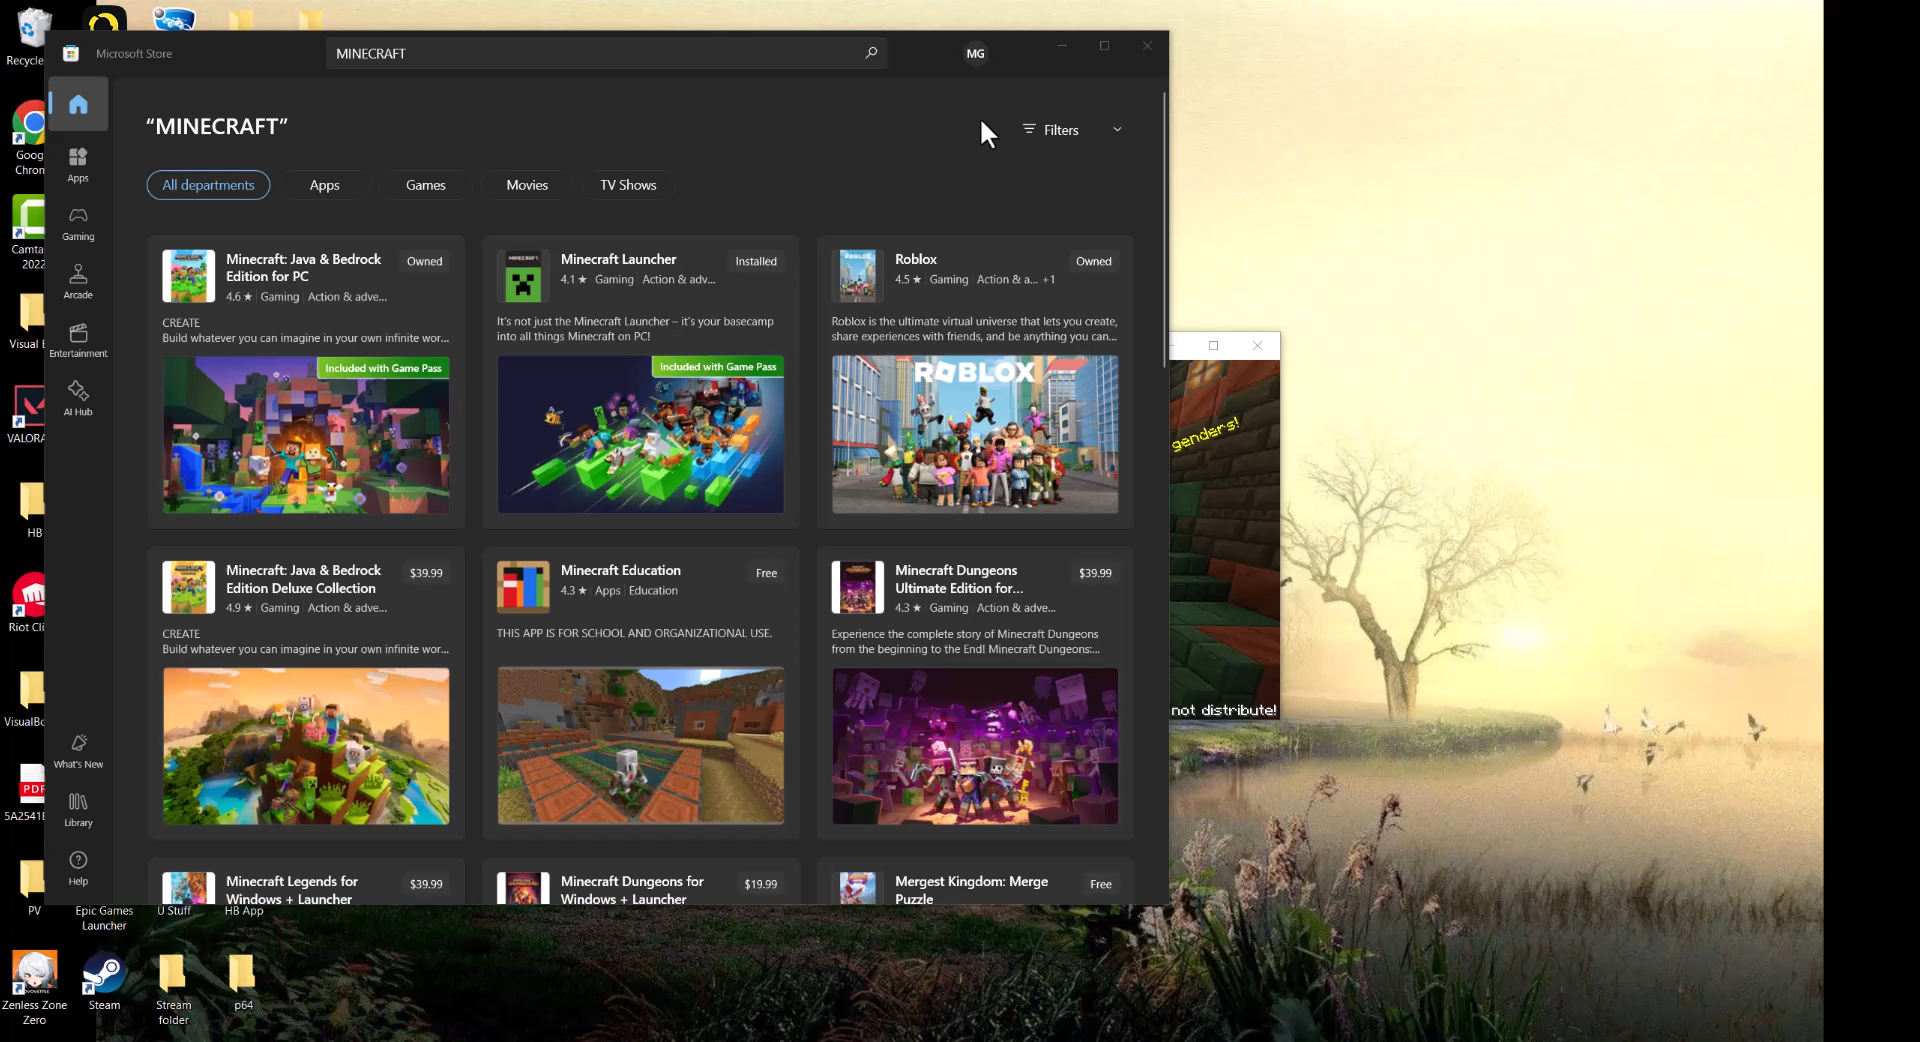 Microsoft Store
MINECRAFT
MG
"MINECRAFT"
Filters
All departments
Apps
Games
Movies
TV Shows
Apps
Gaming
Arcade
Entertainment
AI Hub
What's New
Library
Help
Minecraft: Java & Bedrock
Edition for PC
Owned
4.6 ★ Gaming Action & adve...
CREATE
Build whatever you can imagine in your own infinite wor...
Included with Game Pass
Minecraft Launcher
Installed
4.1 ★ Gaming Action & adv...
It's not just the Minecraft Launcher – it's your basecamp
into all things Minecraft on PC!
Included with Game Pass
Roblox
Owned
4.5 ★ Gaming Action & a... +1
Roblox is the ultimate virtual universe that lets you create,
share experiences with friends, and be anything you can...
ROBLOX
Minecraft: Java & Bedrock
Edition Deluxe Collection
$39.99
4.9 ★ Gaming Action & adve...
CREATE
Build whatever you can imagine in your own infinite wor...
Minecraft Education
Free
4.3 ★ Apps Education
THIS APP IS FOR SCHOOL AND ORGANIZATIONAL USE.
Minecraft Dungeons
Ultimate Edition for...
$39.99
4.3 ★ Gaming Action & adve...
Experience the complete story of Minecraft Dungeons
from the beginning to the End! Minecraft Dungeons:...
Minecraft Legends for
Windows + Launcher
$39.99
Minecraft Dungeons for
Windows + Launcher
$19.99
Mergest Kingdom: Merge
Puzzle
Free
genders!
not distribute!
Recycle
Goog
Chron
Camta
2022
Visual B
VALORA
HB
Riot Cli
VisualBo
PDF
5A2541E
PV
Epic Games
Launcher
U Stuff
HB App
Zenless Zone
Zero
Steam
Stream
folder
p64